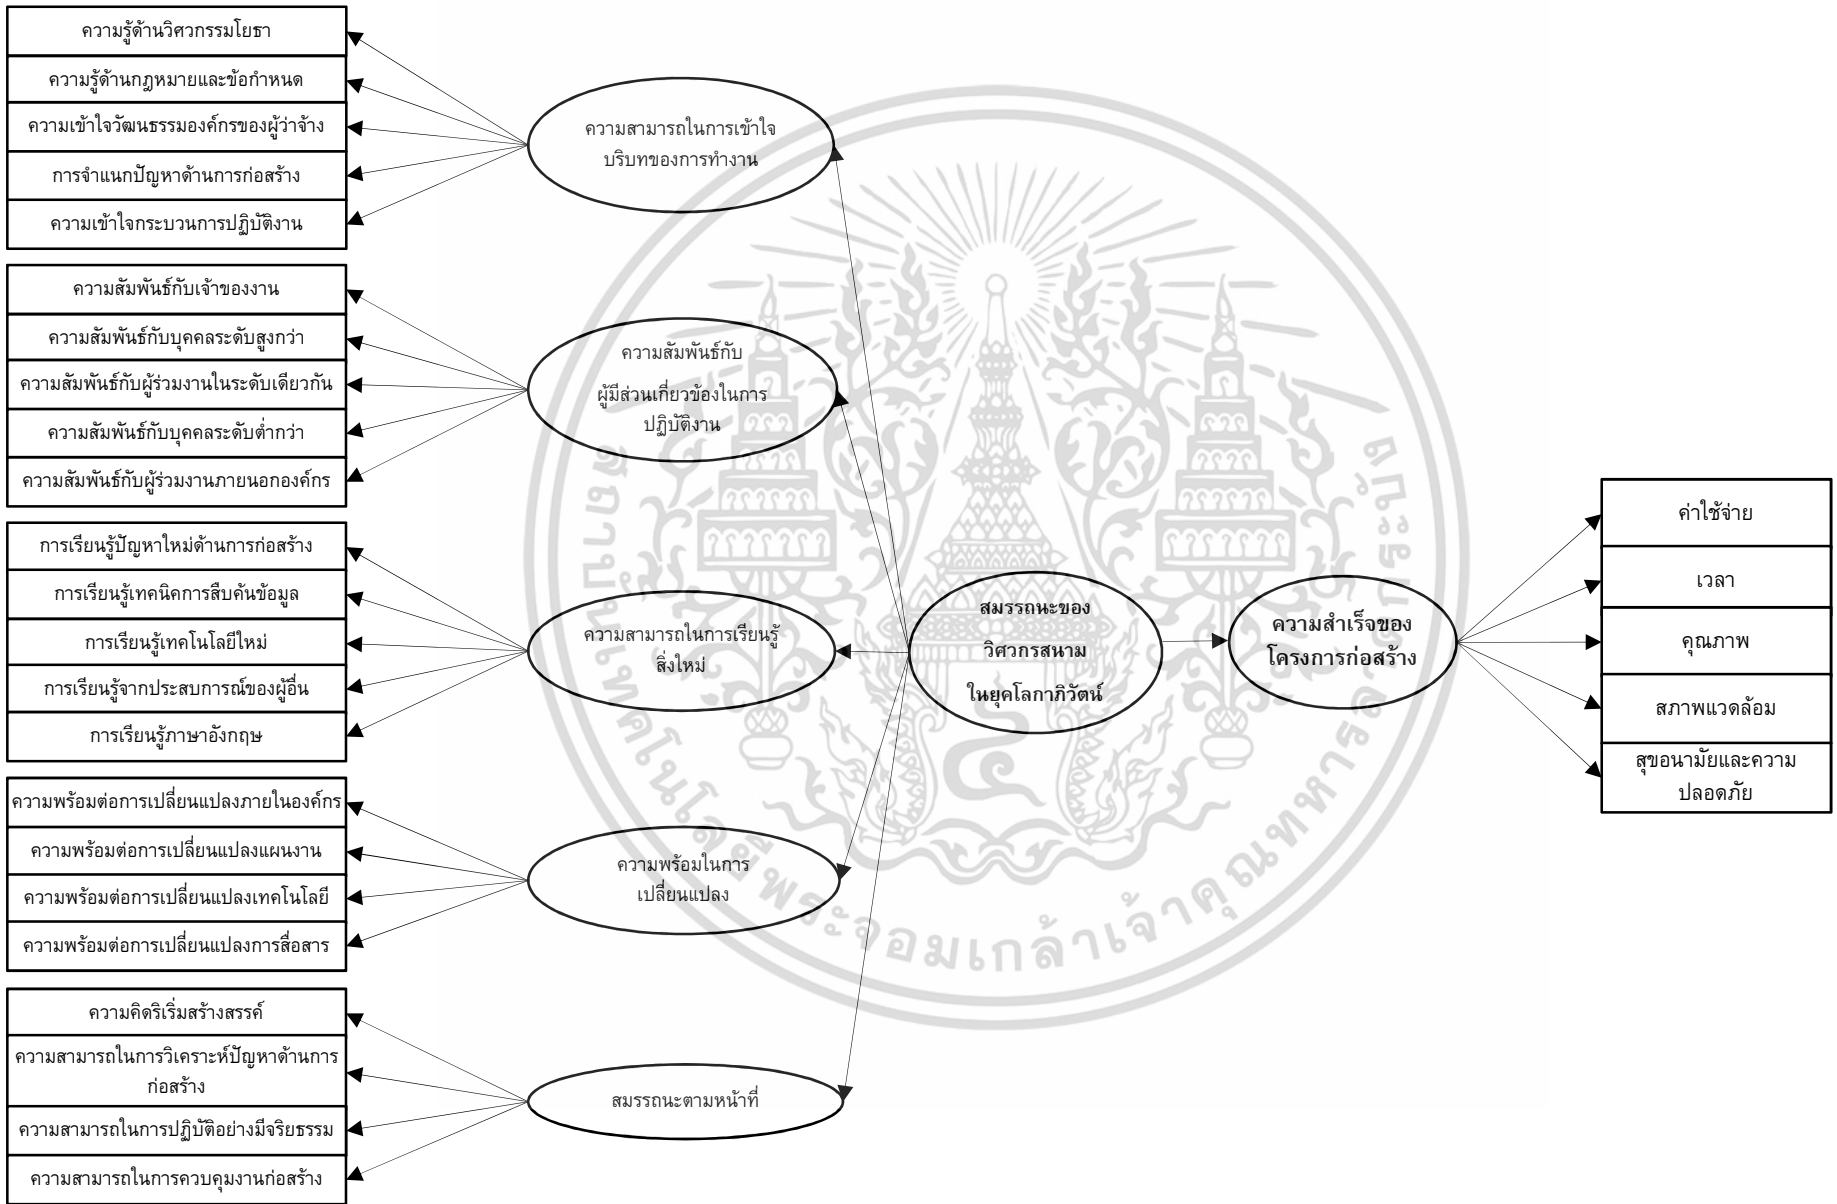 ความรู้ด้านวิศวกรรมโยธา
ความรู้ด้านกฎหมายและข้อกำหนด
ความเข้าใจวัฒนธรรมองค์กรของผู้ว่าจ้าง
การจำแนกปัญหาด้านการก่อสร้าง
ความเข้าใจกระบวนการปฏิบัติงาน
ความสัมพันธ์กับเจ้าของงาน
ความสัมพันธ์กับบุคคลระดับสูงกว่า
ความสัมพันธ์กับผู้ร่วมงานในระดับเดียวกัน
ความสัมพันธ์กับบุคคลระดับต่ำกว่า
ความสัมพันธ์กับผู้ร่วมงานภายนอกองค์กร
การเรียนรู้ปัญหาใหม่ด้านการก่อสร้าง
การเรียนรู้เทคนิคการสืบค้นข้อมูล
การเรียนรู้เทคโนโลยีใหม่
การเรียนรู้จากประสบการณ์ของผู้อื่น
การเรียนรู้ภาษาอังกฤษ
ความพร้อมต่อการเปลี่ยนแปลงภายในองค์กร
ความพร้อมต่อการเปลี่ยนแปลงแผนงาน
ความพร้อมต่อการเปลี่ยนแปลงเทคโนโลยี
ความพร้อมต่อการเปลี่ยนแปลงการสื่อสาร
ความคิดริเริ่มสร้างสรรค์
ความสามารถในการวิเคราะห์ปัญหาด้านการ
ก่อสร้าง
ความสามารถในการปฏิบัติอย่างมีจริยธรรม
ความสามารถในการควบคุมงานก่อสร้าง
ความสามารถในการเข้าใจ
บริบทของการทำงาน
ความสัมพันธ์กับ
ผู้มีส่วนเกี่ยวข้องในการ
ปฏิบัติงาน
ความสามารถในการเรียนรู้
สิ่งใหม่
ความพร้อมในการ
เปลี่ยนแปลง
สมรรถนะตามหน้าที่
สมรรถนะของ
วิศวกรสนาม
ในยุคโลกาภิวัตน์
ความสำเร็จของ
โครงการก่อสร้าง
ค่าใช้จ่าย
เวลา
คุณภาพ
สภาพแวดล้อม
สุขอนามัยและความ
ปลอดภัย
สถาบันเทคโนโลยีพระจอมเกล้าเจ้าคุณทหารลาดกระบัง
๔